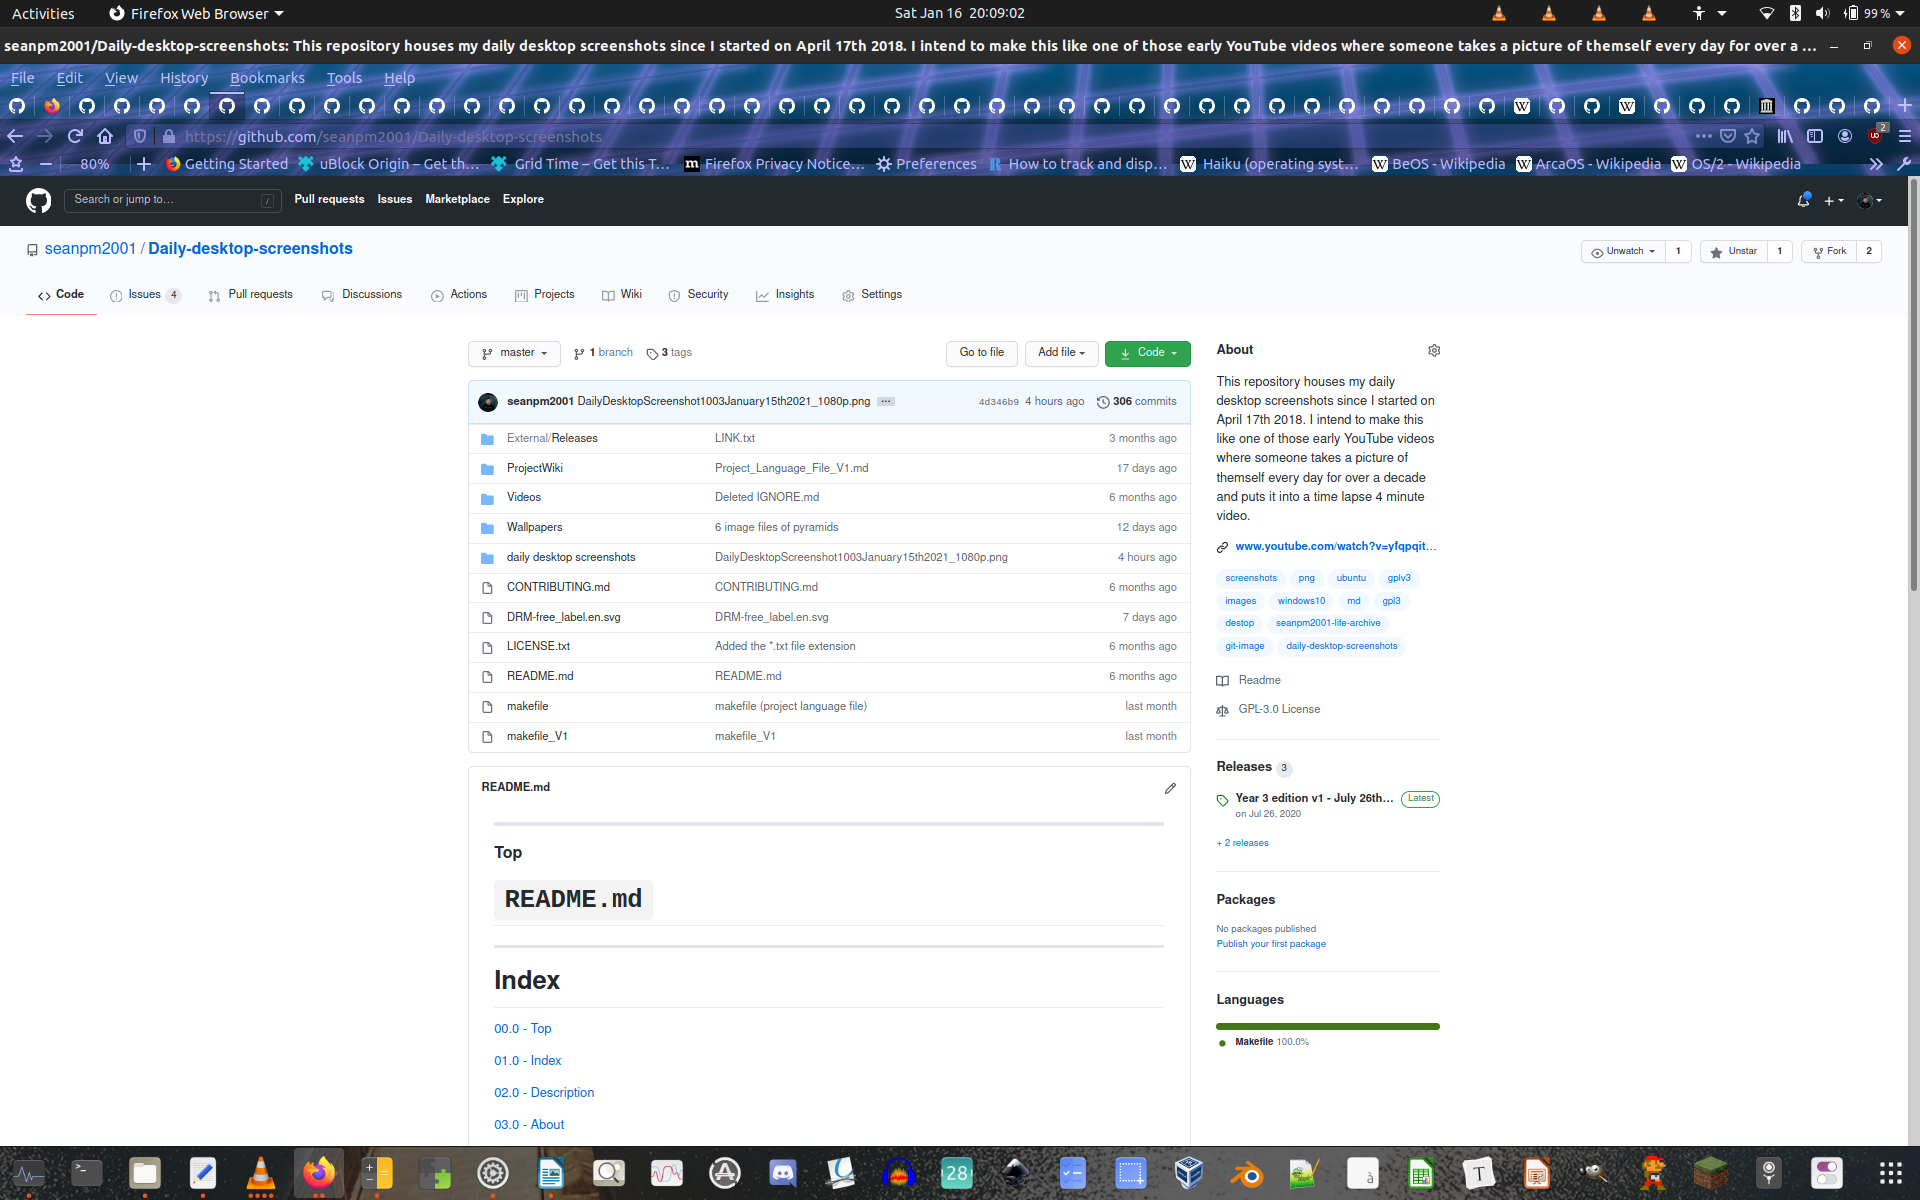 Activities
Firefox Web Browser
Sat Jan 16  20:09:02
99 %
seanpm2001/Daily-desktop-screenshots: This repository houses my daily desktop screenshots since I started on April 17th 2018. I intend to make this like one of those early YouTube videos where someone takes a picture of themself every day for over a ...
File Edit View History Bookmarks Tools Help
https://github.com/seanpm2001/Daily-desktop-screenshots
2
80%
Getting Started
uBlock Origin – Get th...
Grid Time – Get this T...
Firefox Privacy Notice...
Preferences
How to track and disp...
Haiku (operating syst...
BeOS - Wikipedia
ArcaOS - Wikipedia
OS/2 - Wikipedia
Search or jump to... /
Pull requests Issues Marketplace Explore
seanpm2001 / Daily-desktop-screenshots
Unwatch 1
Unstar 1
Fork 2
Code
Issues 4
Pull requests
Discussions
Actions
Projects
Wiki
Security
Insights
Settings
master
1 branch
3 tags
Go to file
Add file
Code
seanpm2001 DailyDesktopScreenshot1003January15th2021_1080p.png ... 4d346b9 4 hours ago 306 commits
External/Releases LINK.txt 3 months ago
ProjectWiki Project_Language_File_V1.md 17 days ago
Videos Deleted IGNORE.md 6 months ago
Wallpapers 6 image files of pyramids 12 days ago
daily desktop screenshots DailyDesktopScreenshot1003January15th2021_1080p.png 4 hours ago
CONTRIBUTING.md CONTRIBUTING.md 6 months ago
DRM-free_label.en.svg DRM-free_label.en.svg 7 days ago
LICENSE.txt Added the *.txt file extension 6 months ago
README.md README.md 6 months ago
makefile makefile (project language file) last month
makefile_V1 makefile_V1 last month
README.md
Top
README.md
Index
00.0 - Top
01.0 - Index
02.0 - Description
03.0 - About
About
This repository houses my daily
desktop screenshots since I started on
April 17th 2018. I intend to make this
like one of those early YouTube videos
where someone takes a picture of
themself every day for over a decade
and puts it into a time lapse 4 minute
video.
www.youtube.com/watch?v=yfqpqit...
screenshots png ubuntu gplv3
images windows10 md gpl3
destop seanpm2001-life-archive
git-image daily-desktop-screenshots
Readme
GPL-3.0 License
Releases 3
Year 3 edition v1 - July 26th... Latest
on Jul 26, 2020
+ 2 releases
Packages
No packages published
Publish your first package
Languages
Makefile 100.0%
28
à
T